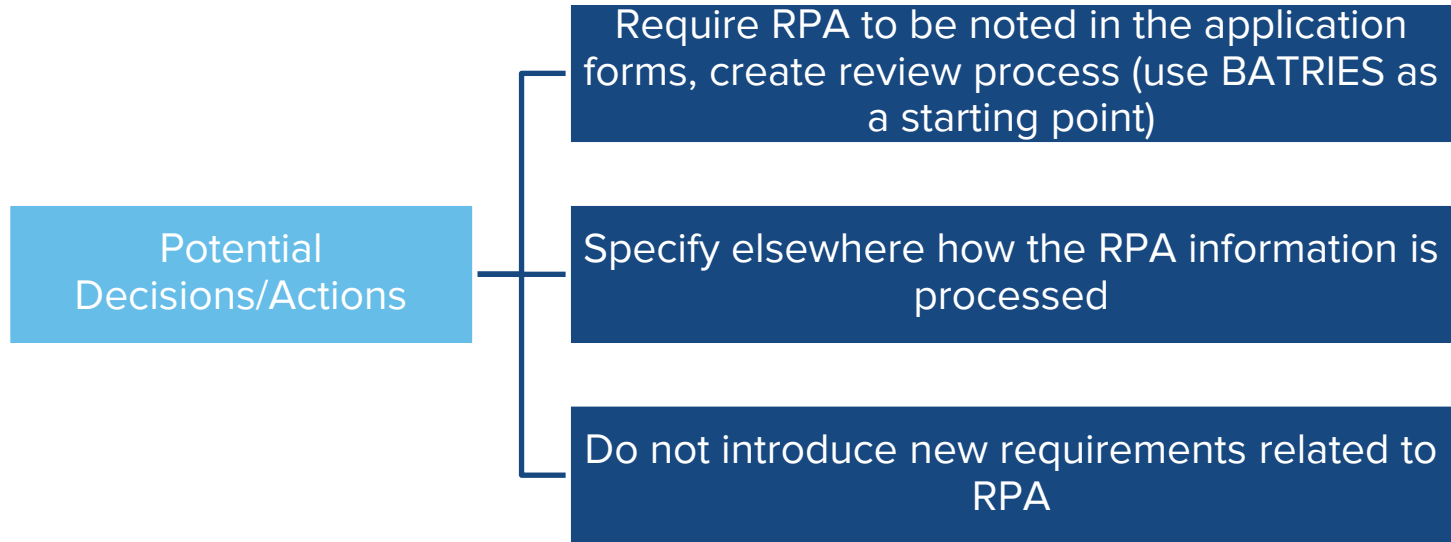 Require RPA to be noted in the application
forms, create review process (use BATRIES as
a starting point)
Potential
Decisions/Actions
Specify elsewhere how the RPA information is
processed
Do not introduce new requirements related to
RPA